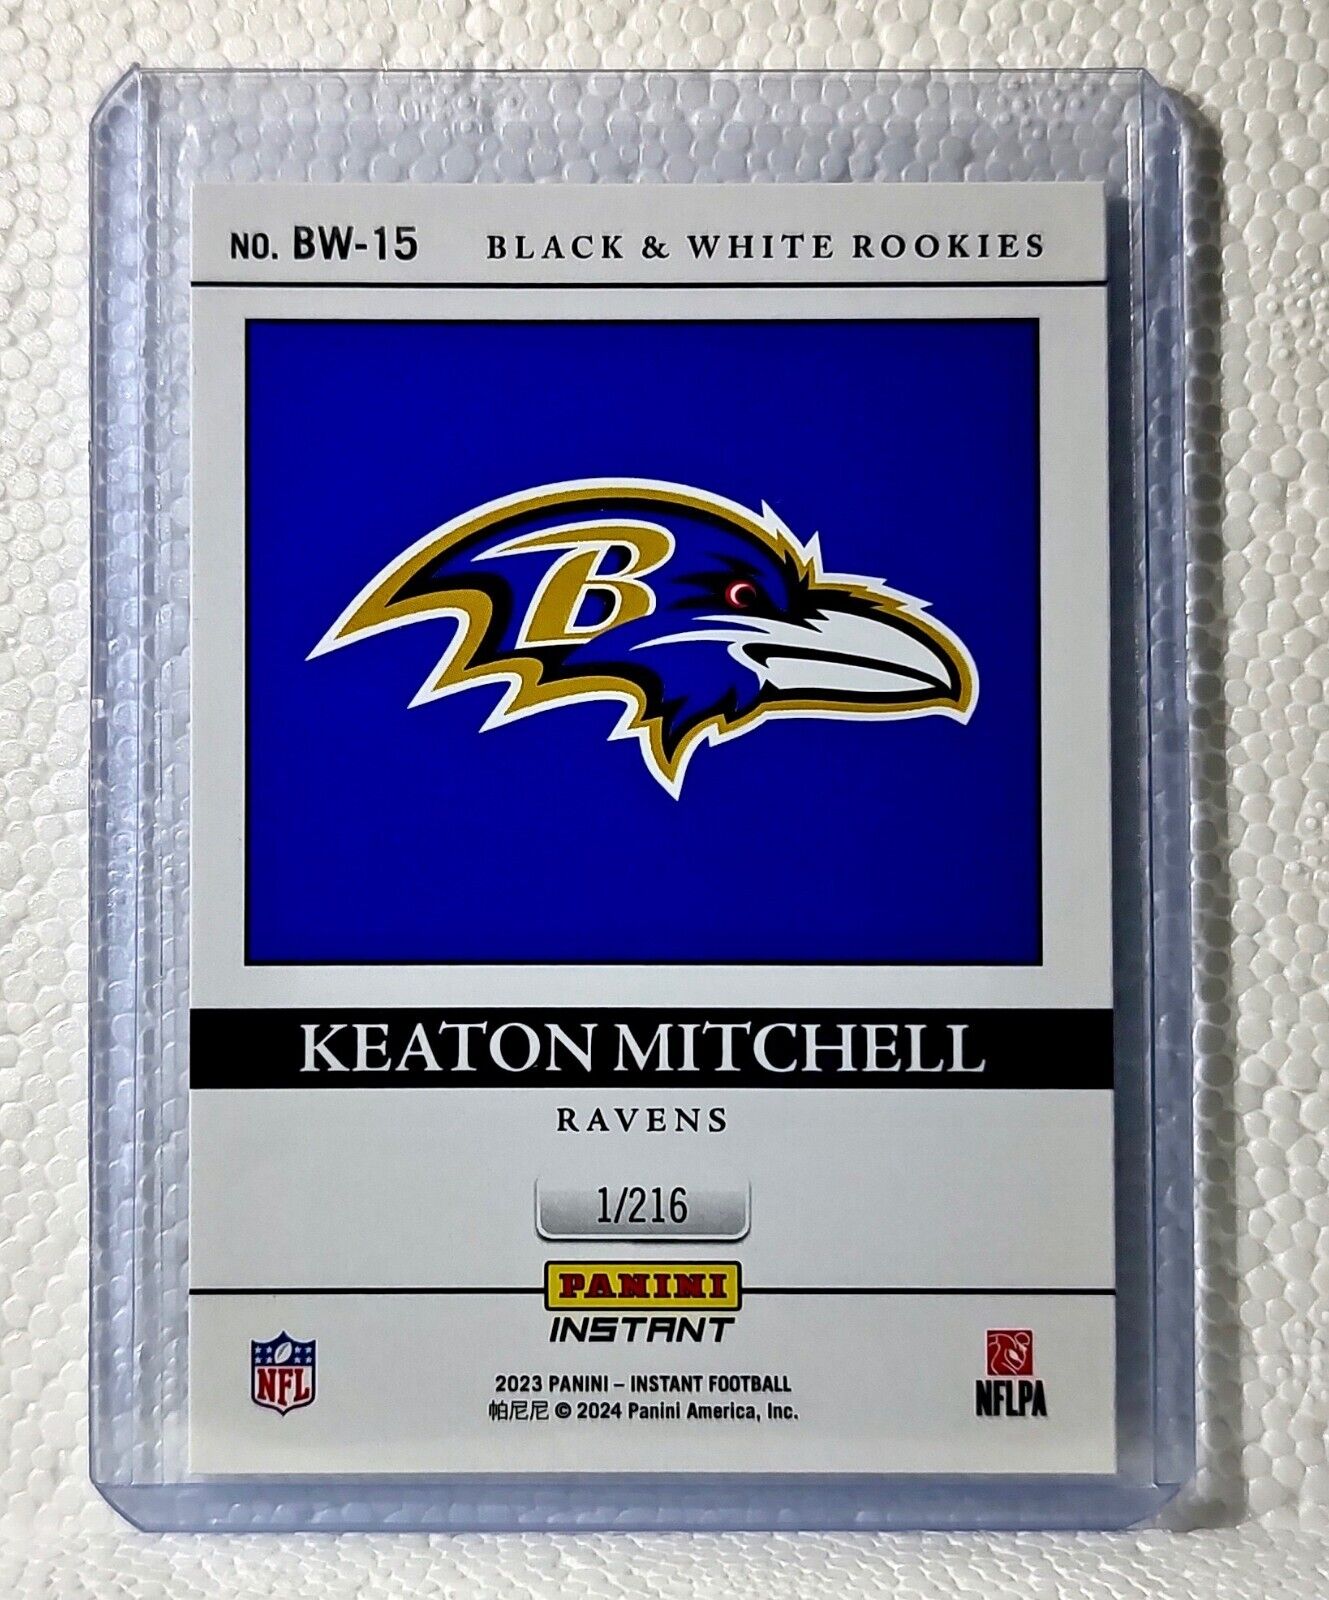 NO. BW-15 BLACK & WHITE ROOKIES
B
KEATON MITCHELL
RAVENS
1/216
PANINI
INSTANT
NFL
2023 PANINI – INSTANT FOOTBALL
帕尼尼 © 2024 Panini America, Inc.
NFLPA